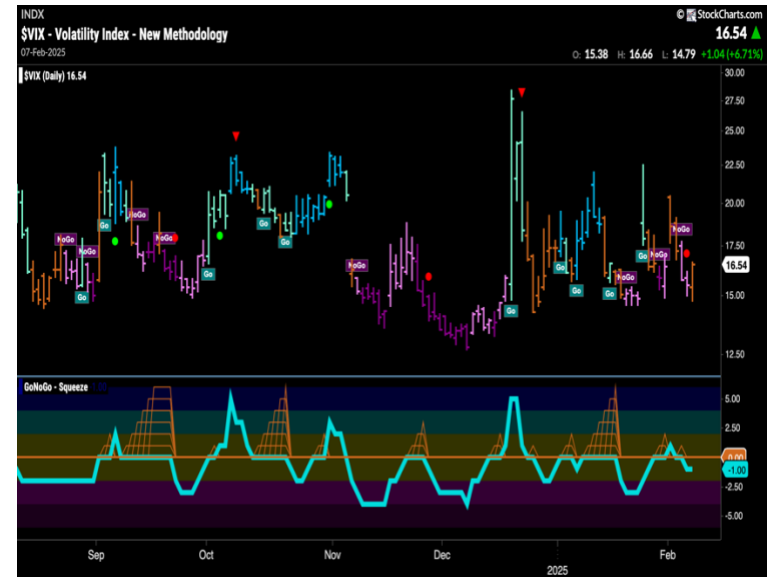 INDX
© StockCharts.com
$VIX - Volatility Index - New Methodology
16.54
07-Feb-2025
O: 15.38 H: 16.66 L: 14.79 +1.04 (+6.71%)
$VIX (Daily) 16.54
30.00
27.50
25.00
22.50
20.00
17.50
16.54
15.00
12.50
NoGo
NoGo
Go
Go
NoGo
NoGo
Go
Go
Go
NoGo
Go
Go
Go
Go
NoGo
Go
NoGo
NoGo
GoNoGo - Squeeze
5.00
2.50
0.00
-1.00
-2.50
-5.00
Sep
Oct
Nov
Dec
2025
Feb